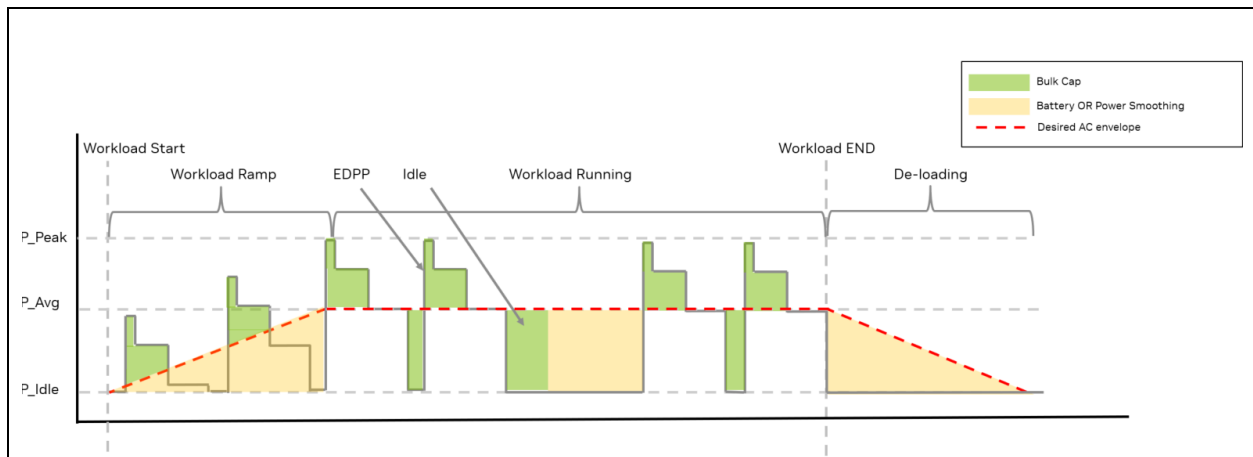 Bulk Cap
Battery OR Power Smoothing
Desired AC envelope
Workload Start
Workload END
Workload Ramp
EDPP
Idle
Workload Running
De-loading
P_Peak
P_Avg
P_Idle